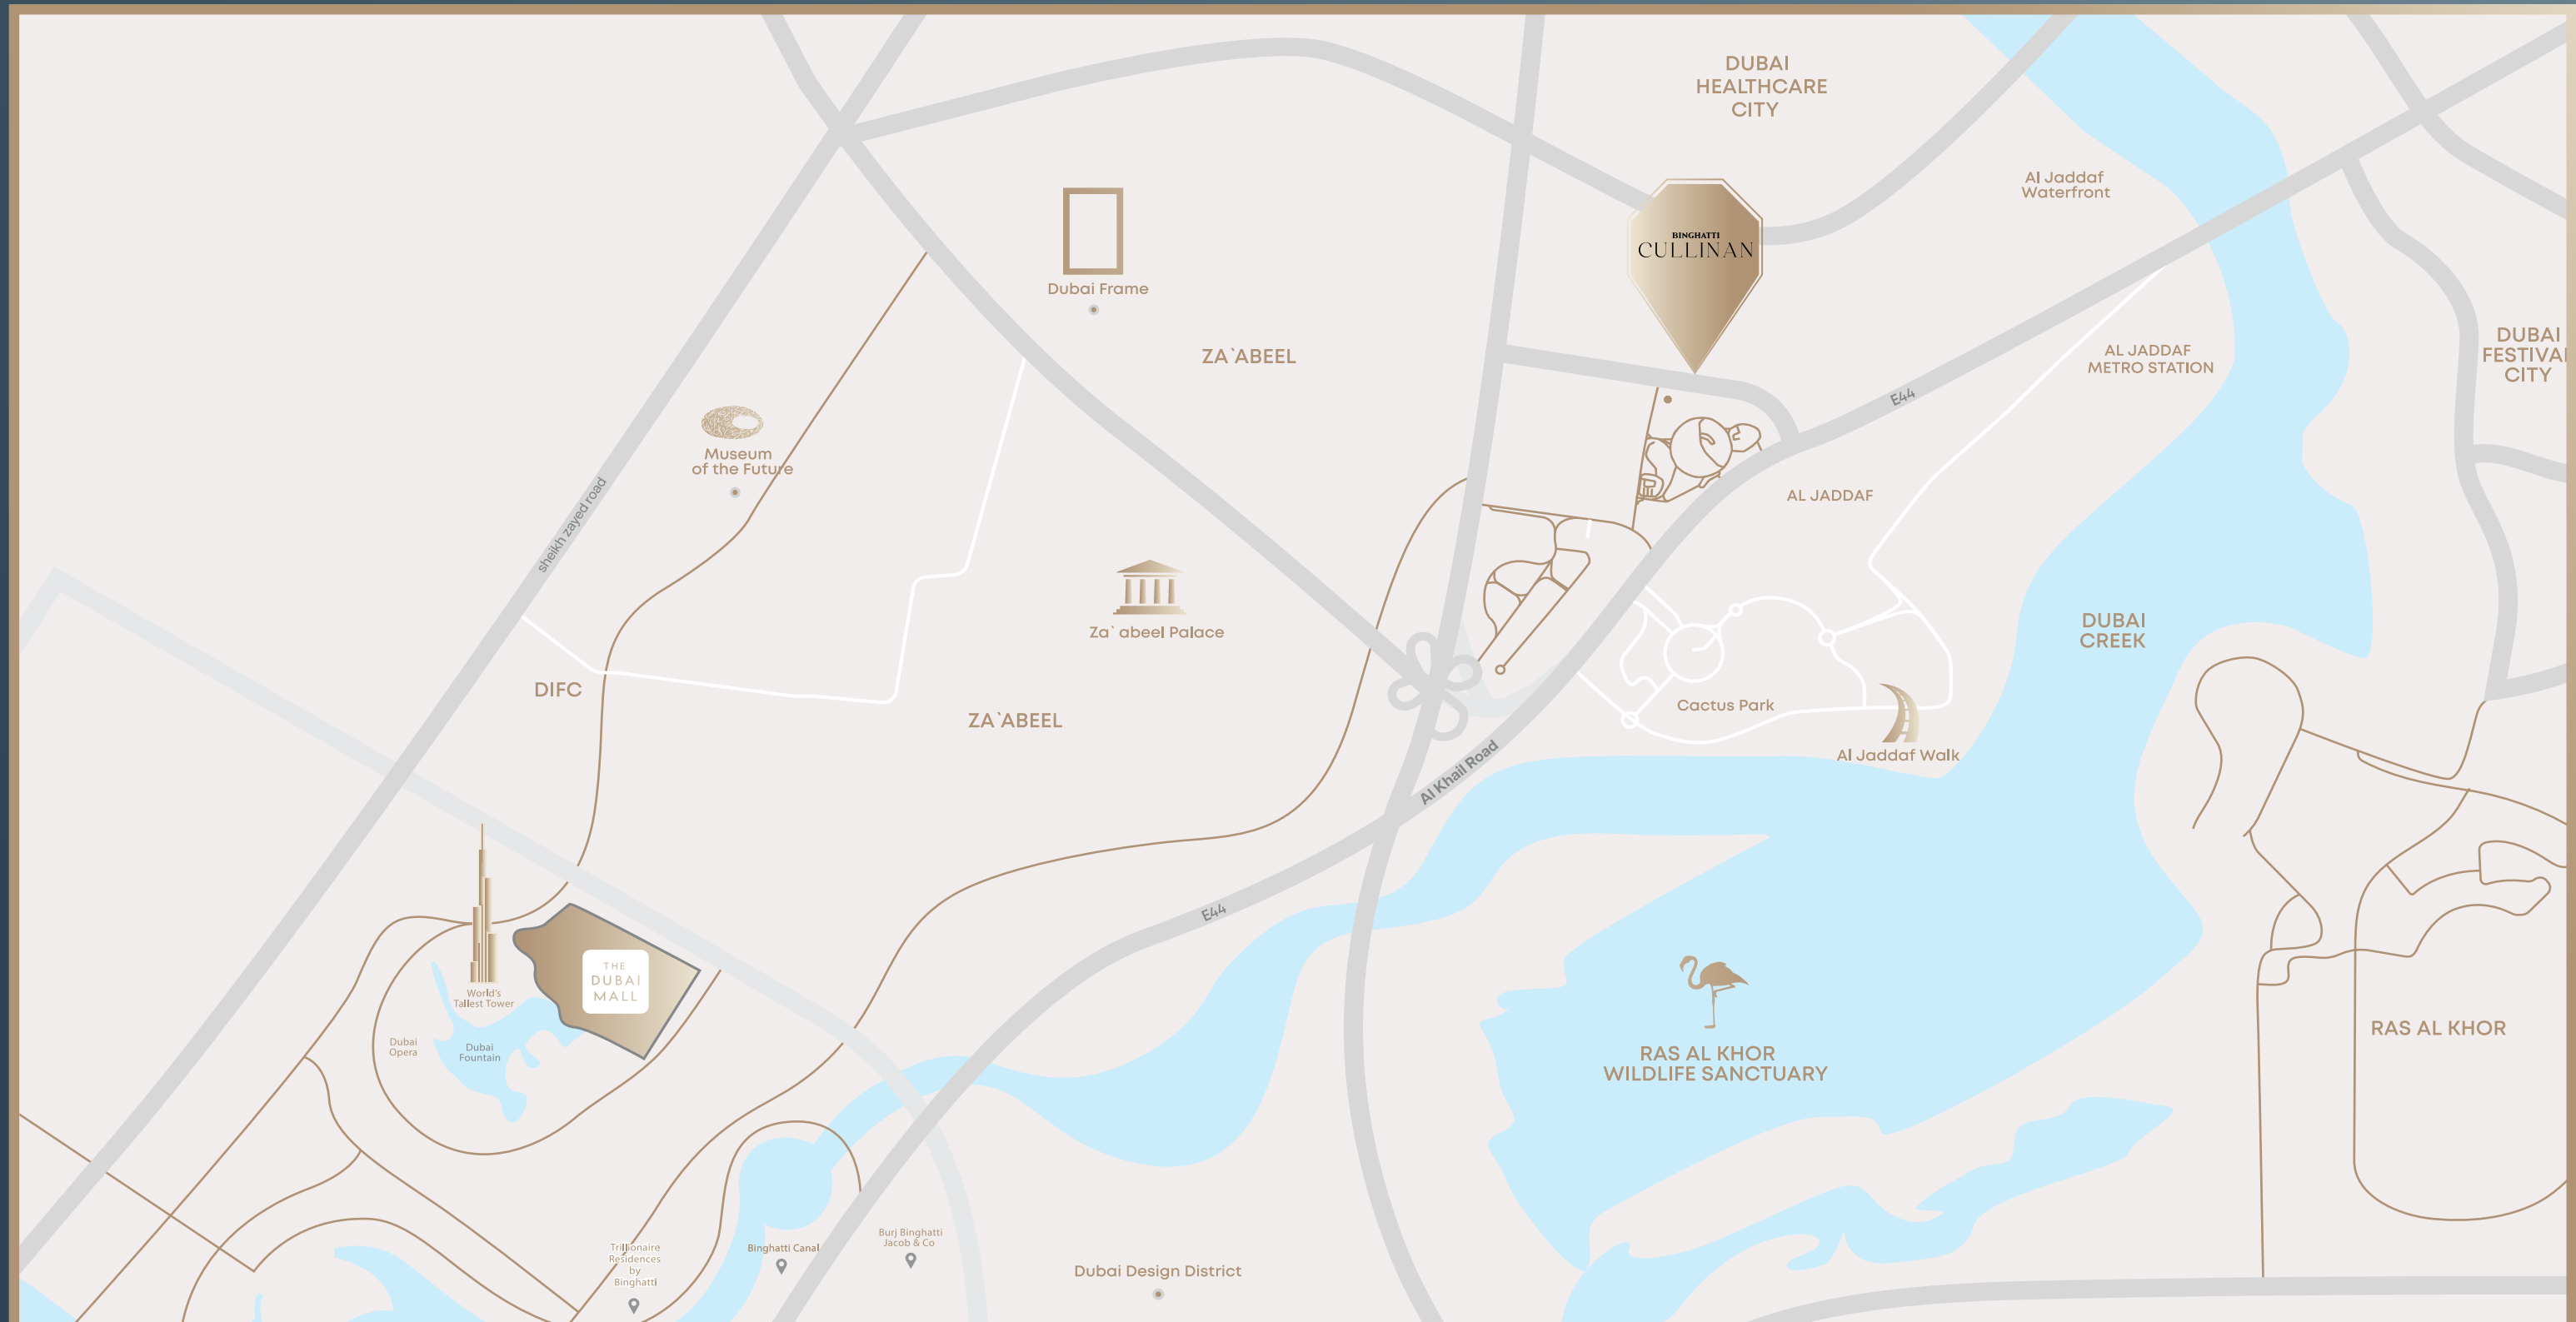 DUBAI
HEALTHCARE
CITY
Al Jaddaf
Waterfront
BINGHATTI
CULLINAN
Dubai Frame
ZA`ABEEL
DUBAI
FESTIVAL
CITY
AL JADDAF
METRO STATION
E44
Museum
of the Future
sheikh zayed road
AL JADDAF
Za` abeel Palace
DUBAI
CREEK
DIFC
ZA`ABEEL
Cactus Park
Al Jaddaf Walk
Al Khail Road
E44
THE
DUBAI
MALL
World's
Tallest Tower
Dubai
Opera
Dubai
Fountain
RAS AL KHOR
WILDLIFE SANCTUARY
RAS AL KHOR
Trillionaire
Residences
by
Binghatti
Binghatti Canal
Burj Binghatti
Jacob & Co
Dubai Design District